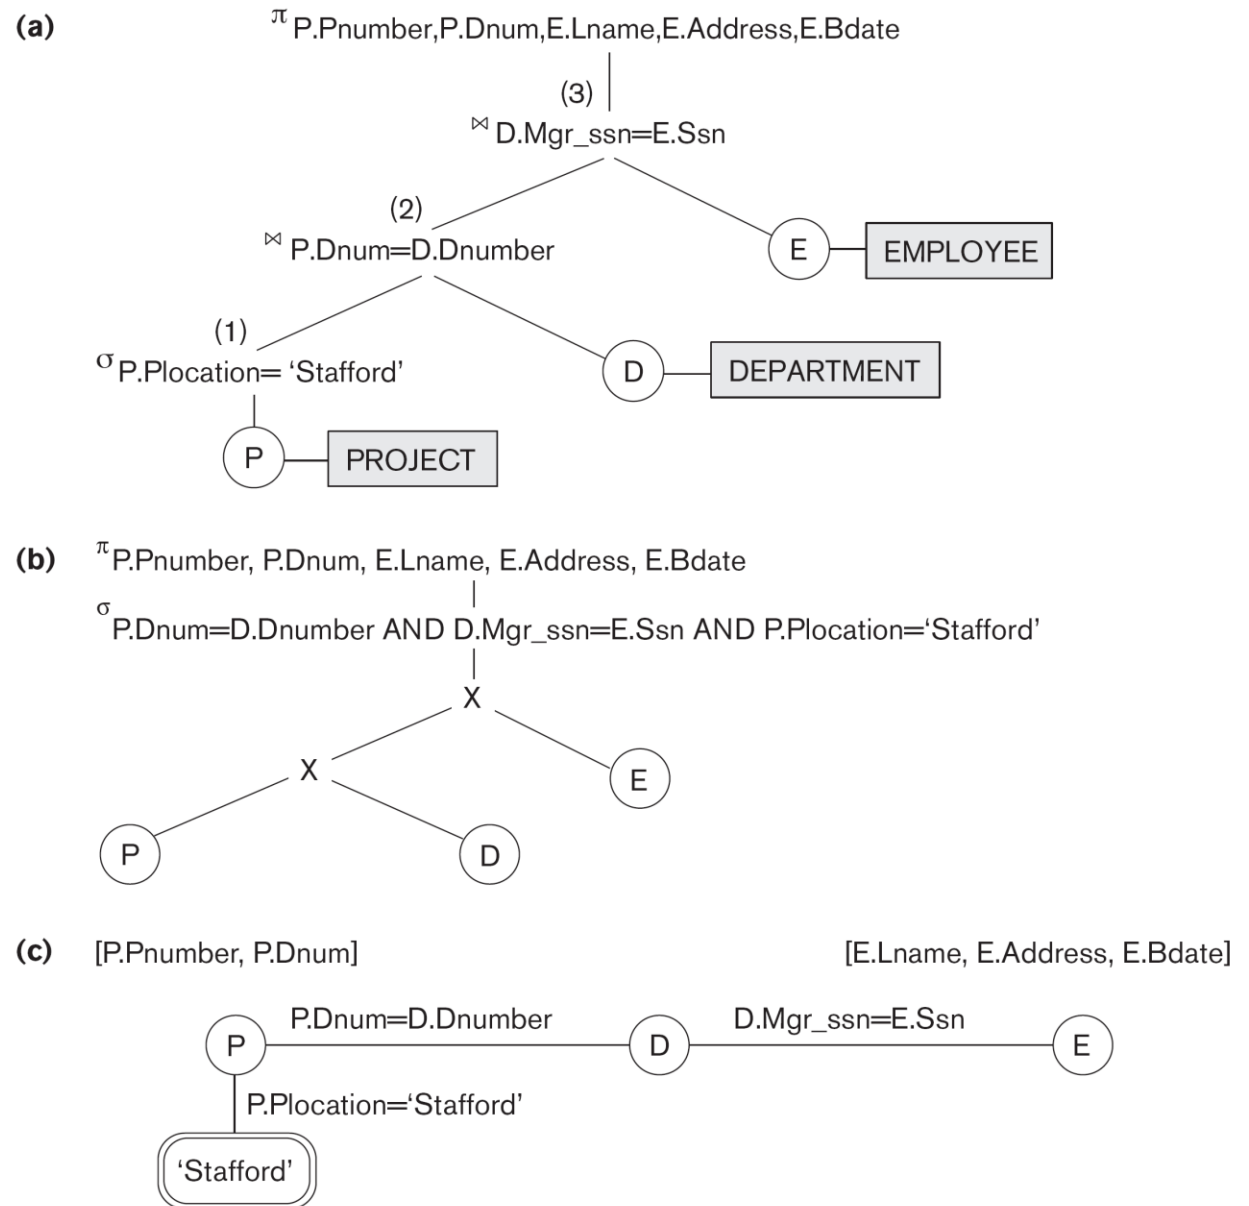 (a) π P.Pnumber,P.Dnum,E.Lname,E.Address,E.Bdate
(3)
⋈ D.Mgr_ssn=E.Ssn
(2)
⋈ P.Dnum=D.Dnumber
E EMPLOYEE
(1)
σ P.Plocation= ‘Stafford’
D DEPARTMENT
P PROJECT
(b) π P.Pnumber, P.Dnum, E.Lname, E.Address, E.Bdate
σ P.Dnum=D.Dnumber AND D.Mgr_ssn=E.Ssn AND P.Plocation=‘Stafford’
X
X
E
P
D
(c) [P.Pnumber, P.Dnum] [E.Lname, E.Address, E.Bdate]
P.Dnum=D.Dnumber D.Mgr_ssn=E.Ssn
P D E
P.Plocation=‘Stafford’
‘Stafford’